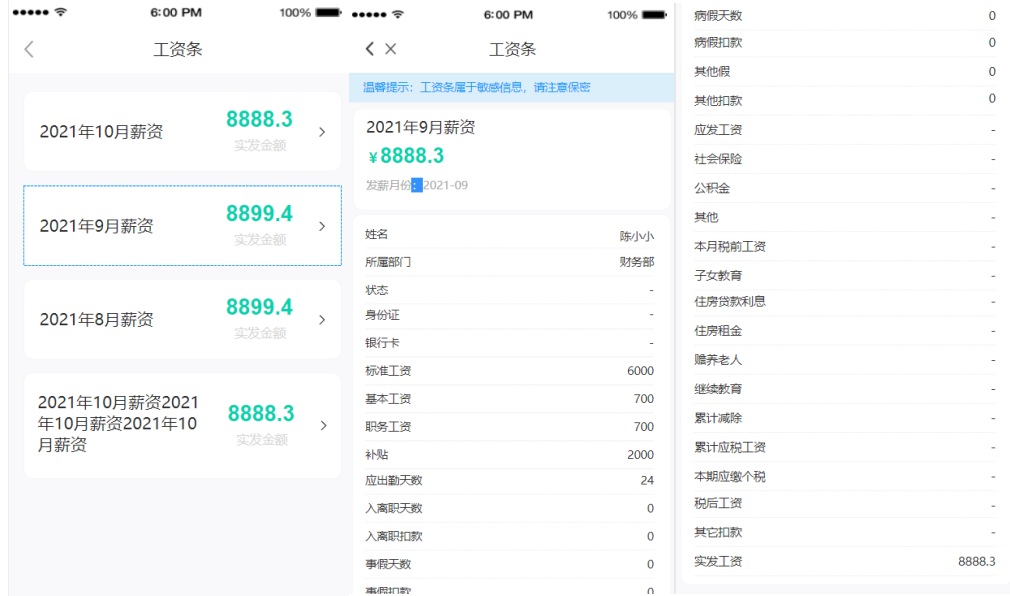 6:00 PM
100%
工资条
2021年10月薪资
8888.3
实发金额
2021年9月薪资
8899.4
实发金额
2021年8月薪资
8899.4
实发金额
2021年10月薪资2021
年10月薪资2021年10
月薪资
8888.3
实发金额
6:00 PM
100%
工资条
温馨提示：工资条属于敏感信息，请注意保密
2021年9月薪资
¥8888.3
发薪月份：2021-09
姓名 陈小小
所属部门 财务部
状态 -
身份证 -
银行卡 -
标准工资 6000
基本工资 700
职务工资 700
补贴 2000
应出勤天数 24
入离职天数 0
入离职扣款 0
事假天数 0
事假扣款 0
病假天数 0
病假扣款 0
其他假 0
其他扣款 0
应发工资 -
社会保险 -
公积金 -
其他 -
本月税前工资 -
子女教育 -
住房贷款利息 -
住房租金 -
赡养老人 -
继续教育 -
累计减除 -
累计应税工资 -
本期应缴个税 -
税后工资 -
其它扣款 -
实发工资 8888.3